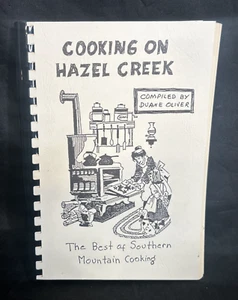 COOKING ON
HAZEL CREEK
COMPILED BY
DUANE OLIVER
The Best of Southern
Mountain Cooking